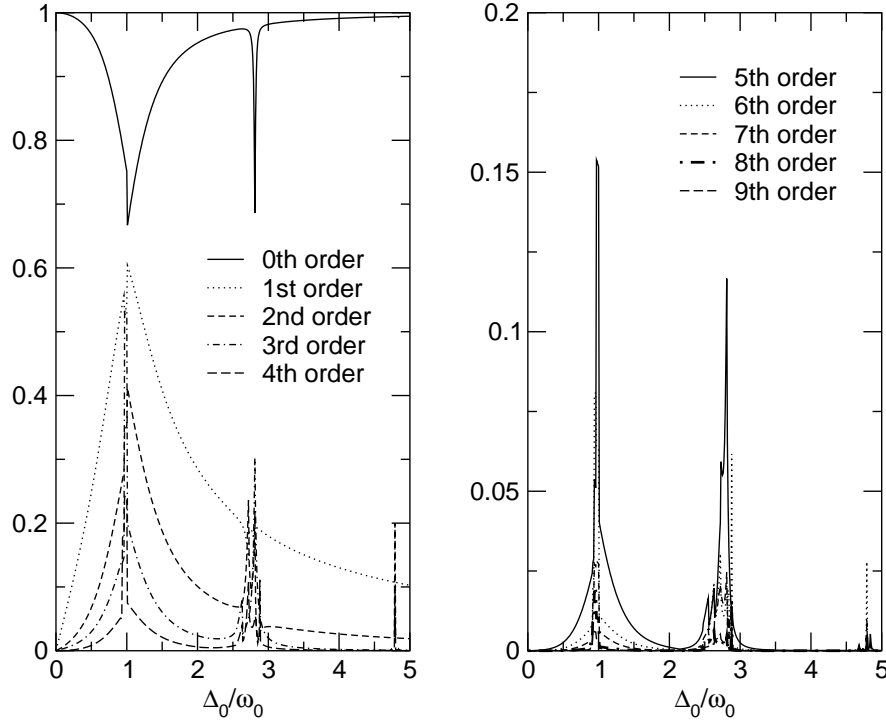 1
0.8
0.6
0.4
0.2
0
0 1 2 3 4 5
Δ₀/ω₀
0th order
1st order
2nd order
3rd order
4th order
0.2
0.15
0.1
0.05
0
0 1 2 3 4 5
Δ₀/ω₀
5th order
6th order
7th order
8th order
9th order